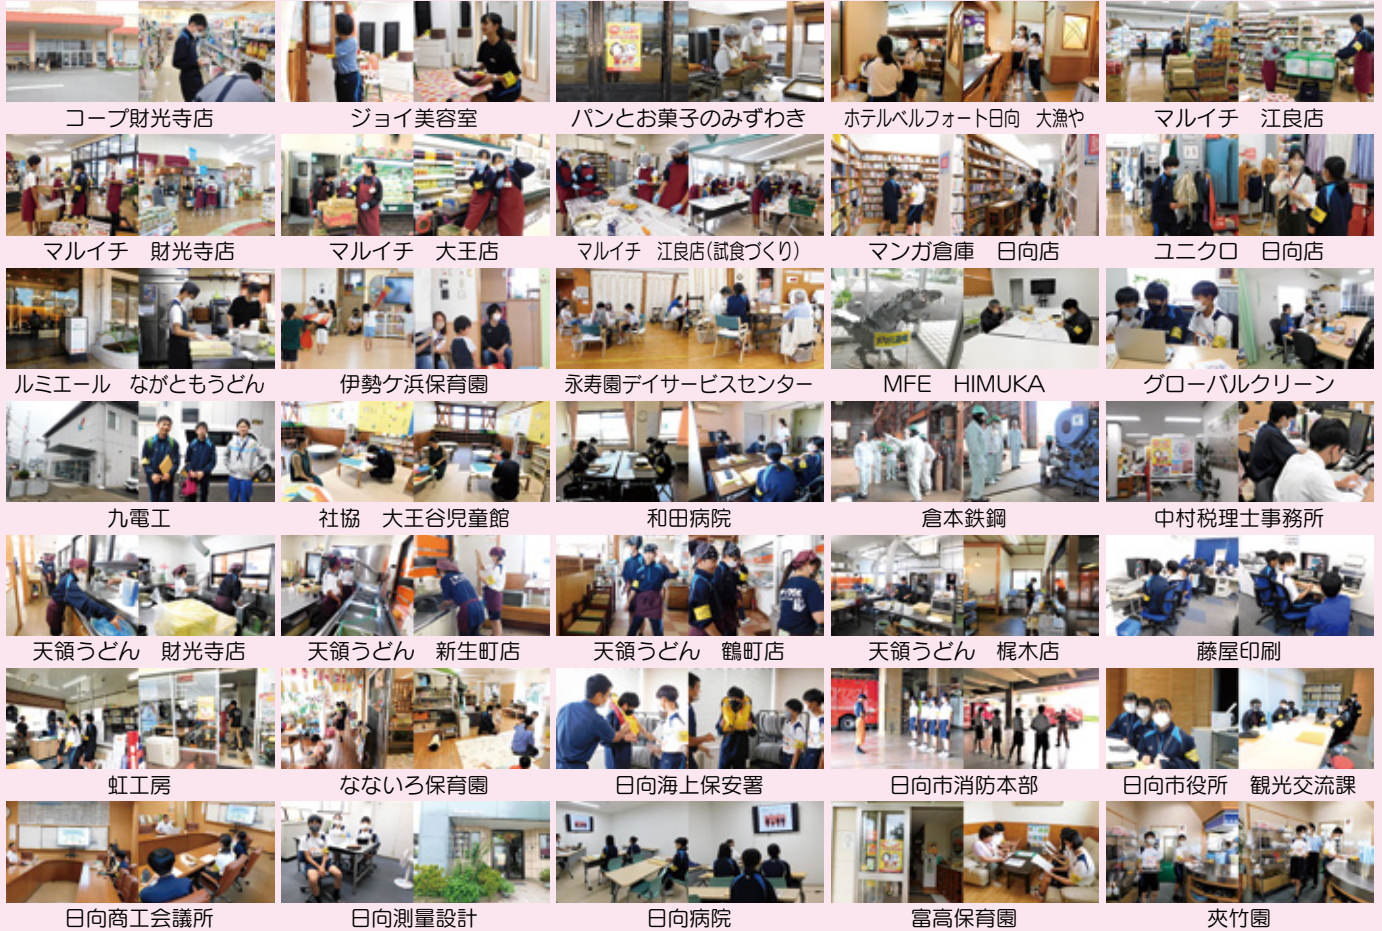 コープ財光寺店
ジョイ美容室
パンとお菓子のみずわき
ホテルベルフォート日向　大漁や
マルイチ　江良店
マルイチ　財光寺店
マルイチ　大王店
マルイチ　江良店(試食づくり)
マンガ倉庫　日向店
ユニクロ　日向店
ルミエール　ながともうどん
伊勢ケ浜保育園
永寿園デイサービスセンター
MFE　HIMUKA
グローバルクリーン
九電工
社協　大王谷児童館
和田病院
倉本鉄鋼
中村税理士事務所
天領うどん　財光寺店
天領うどん　新生町店
天領うどん　鶴町店
天領うどん　梶木店
藤屋印刷
虹工房
なないろ保育園
日向海上保安署
日向市消防本部
日向市役所　観光交流課
日向商工会議所
日向測量設計
日向病院
富高保育園
夾竹園